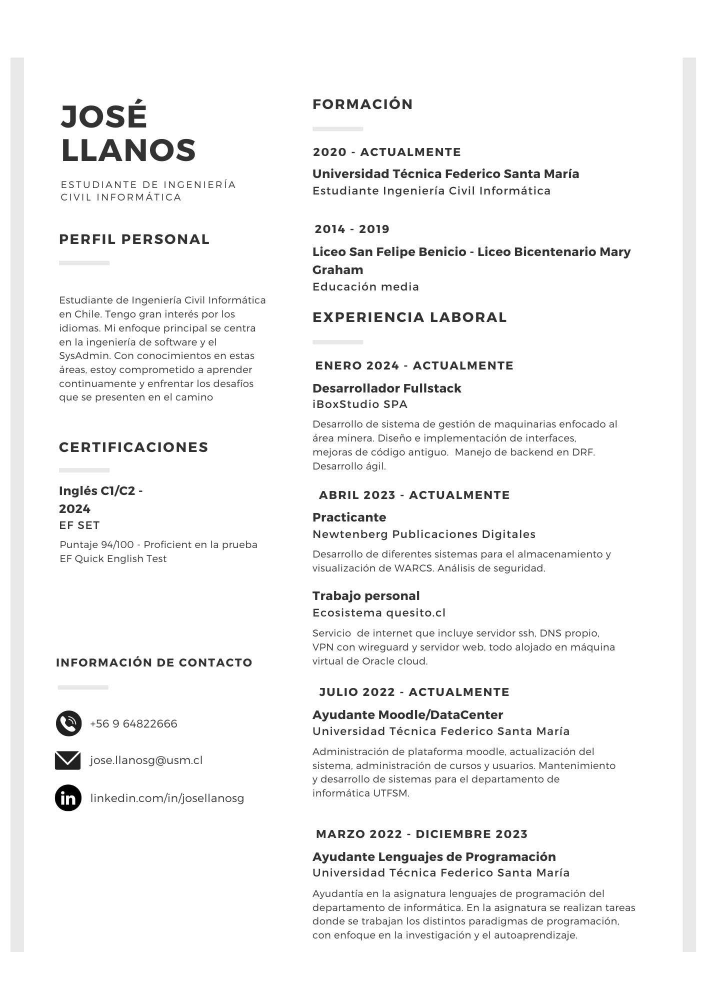 JOSÉ
LLANOS
ESTUDIANTE DE INGENIERÍA
CIVIL INFORMÁTICA
PERFIL PERSONAL
Estudiante de Ingeniería Civil Informática
en Chile. Tengo gran interés por los
idiomas. Mi enfoque principal se centra
en la ingeniería de software y el
SysAdmin. Con conocimientos en estas
áreas, estoy comprometido a aprender
continuamente y enfrentar los desafíos
que se presenten en el camino
CERTIFICACIONES
Inglés C1/C2 -
2024
EF SET
Puntaje 94/100 - Proficient en la prueba
EF Quick English Test
INFORMACIÓN DE CONTACTO
+56 9 64822666
jose.llanosg@usm.cl
in linkedin.com/in/josellanosg
FORMACIÓN
2020 - ACTUALMENTE
Universidad Técnica Federico Santa María
Estudiante Ingeniería Civil Informática
2014 - 2019
Liceo San Felipe Benicio - Liceo Bicentenario Mary
Graham
Educación media
EXPERIENCIA LABORAL
ENERO 2024 - ACTUALMENTE
Desarrollador Fullstack
iBoxStudio SPA
Desarrollo de sistema de gestión de maquinarias enfocado al
área minera. Diseño e implementación de interfaces,
mejoras de código antiguo.  Manejo de backend en DRF.
Desarrollo ágil.
ABRIL 2023 - ACTUALMENTE
Practicante
Newtenberg Publicaciones Digitales
Desarrollo de diferentes sistemas para el almacenamiento y
visualización de WARCS. Análisis de seguridad.
Trabajo personal
Ecosistema quesito.cl
Servicio  de internet que incluye servidor ssh, DNS propio,
VPN con wireguard y servidor web, todo alojado en máquina
virtual de Oracle cloud.
JULIO 2022 - ACTUALMENTE
Ayudante Moodle/DataCenter
Universidad Técnica Federico Santa María
Administración de plataforma moodle, actualización del
sistema, administración de cursos y usuarios. Mantenimiento
y desarrollo de sistemas para el departamento de
informática UTFSM.
MARZO 2022 - DICIEMBRE 2023
Ayudante Lenguajes de Programación
Universidad Técnica Federico Santa María
Ayudantía en la asignatura lenguajes de programación del
departamento de informática. En la asignatura se realizan tareas
donde se trabajan los distintos paradigmas de programación,
con enfoque en la investigación y el autoaprendizaje.